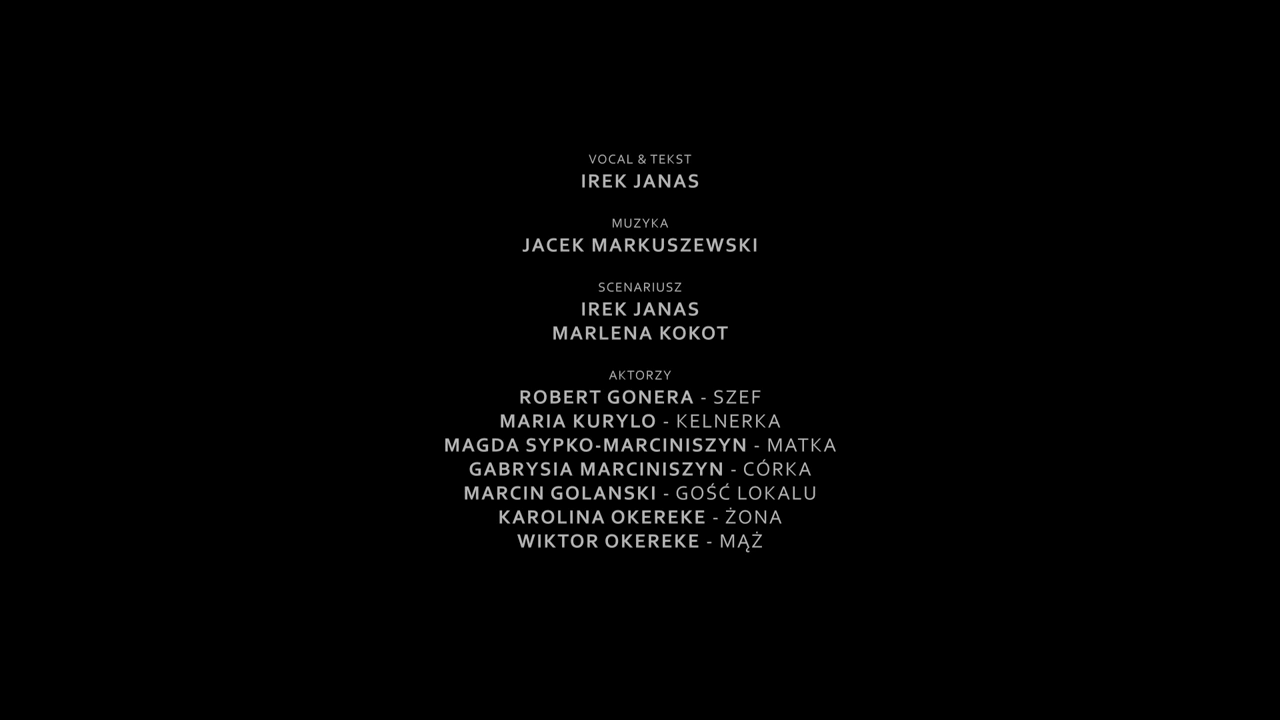 VOCAL & TEKST
IREK JANAS
MUZYKA
JACEK MARKUSZEWSKI
SCENARIUSZ
IREK JANAS
MARLENA KOKOT
AKTORZY
ROBERT GONERA - SZEF
MARIA KURYLO - KELNERKA
MAGDA SYPKO-MARCINISZYN - MATKA
GABRYSIA MARCINISZYN - CÓRKA
MARCIN GOLANSKI - GOŚĆ LOKALU
KAROLINA OKEREKE - ŻONA
WIKTOR OKEREKE - MĄŻ